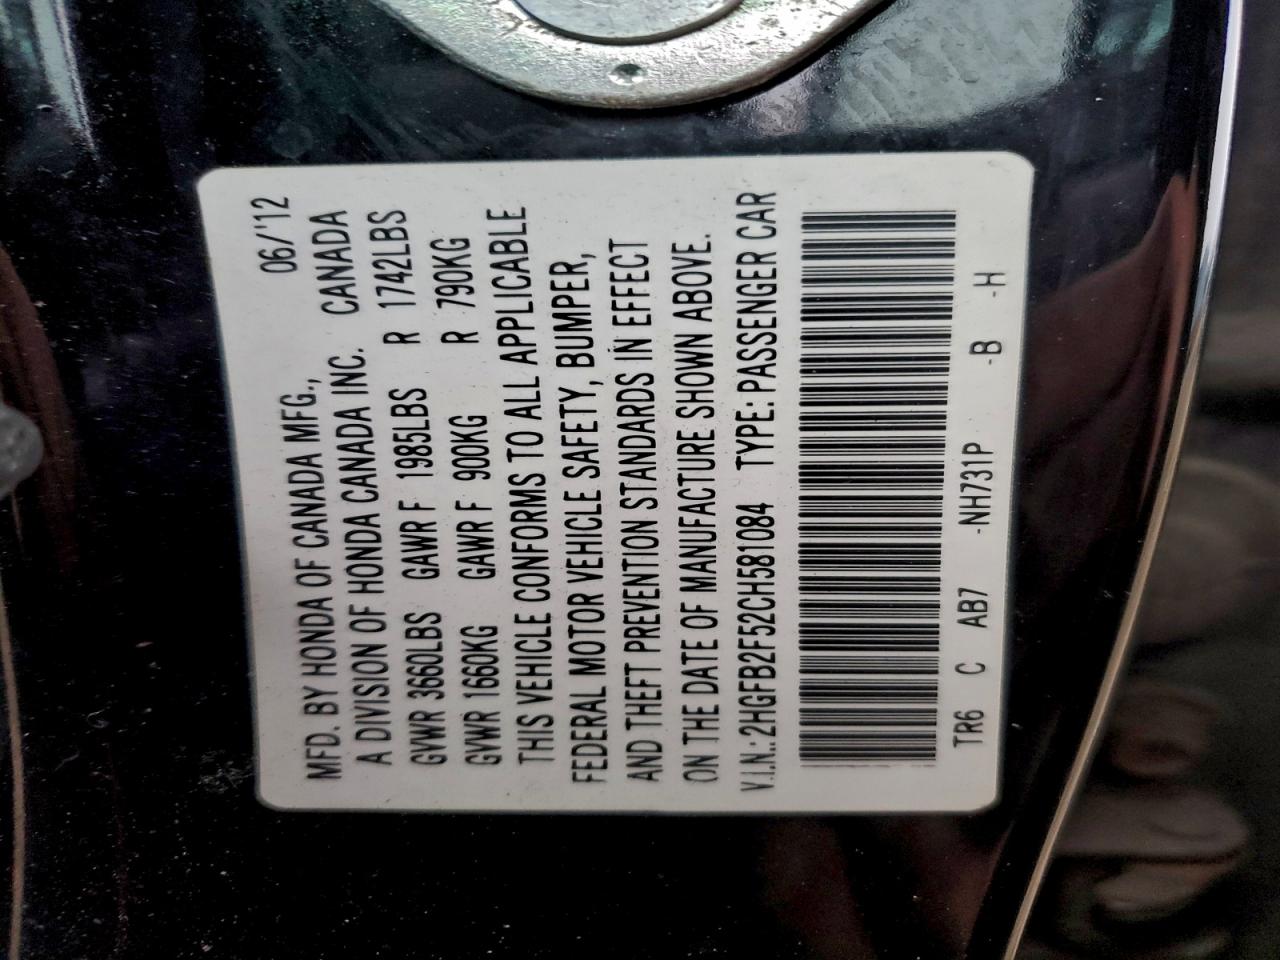 MFD. BY HONDA OF CANADA MFG., 06/'12
A DIVISION OF HONDA CANADA INC. CANADA
GVWR 3660LBS GAWR F 1985LBS R 1742LBS
GVWR 1660KG GAWR F 900KG R 790KG
THIS VEHICLE CONFORMS TO ALL APPLICABLE
FEDERAL MOTOR VEHICLE SAFETY, BUMPER,
AND THEFT PREVENTION STANDARDS IN EFFECT
ON THE DATE OF MANUFACTURE SHOWN ABOVE.
V.I.N.:2HGFB2F52CH581084 TYPE: PASSENGER CAR
TR6 C AB7 -NH731P -B -H